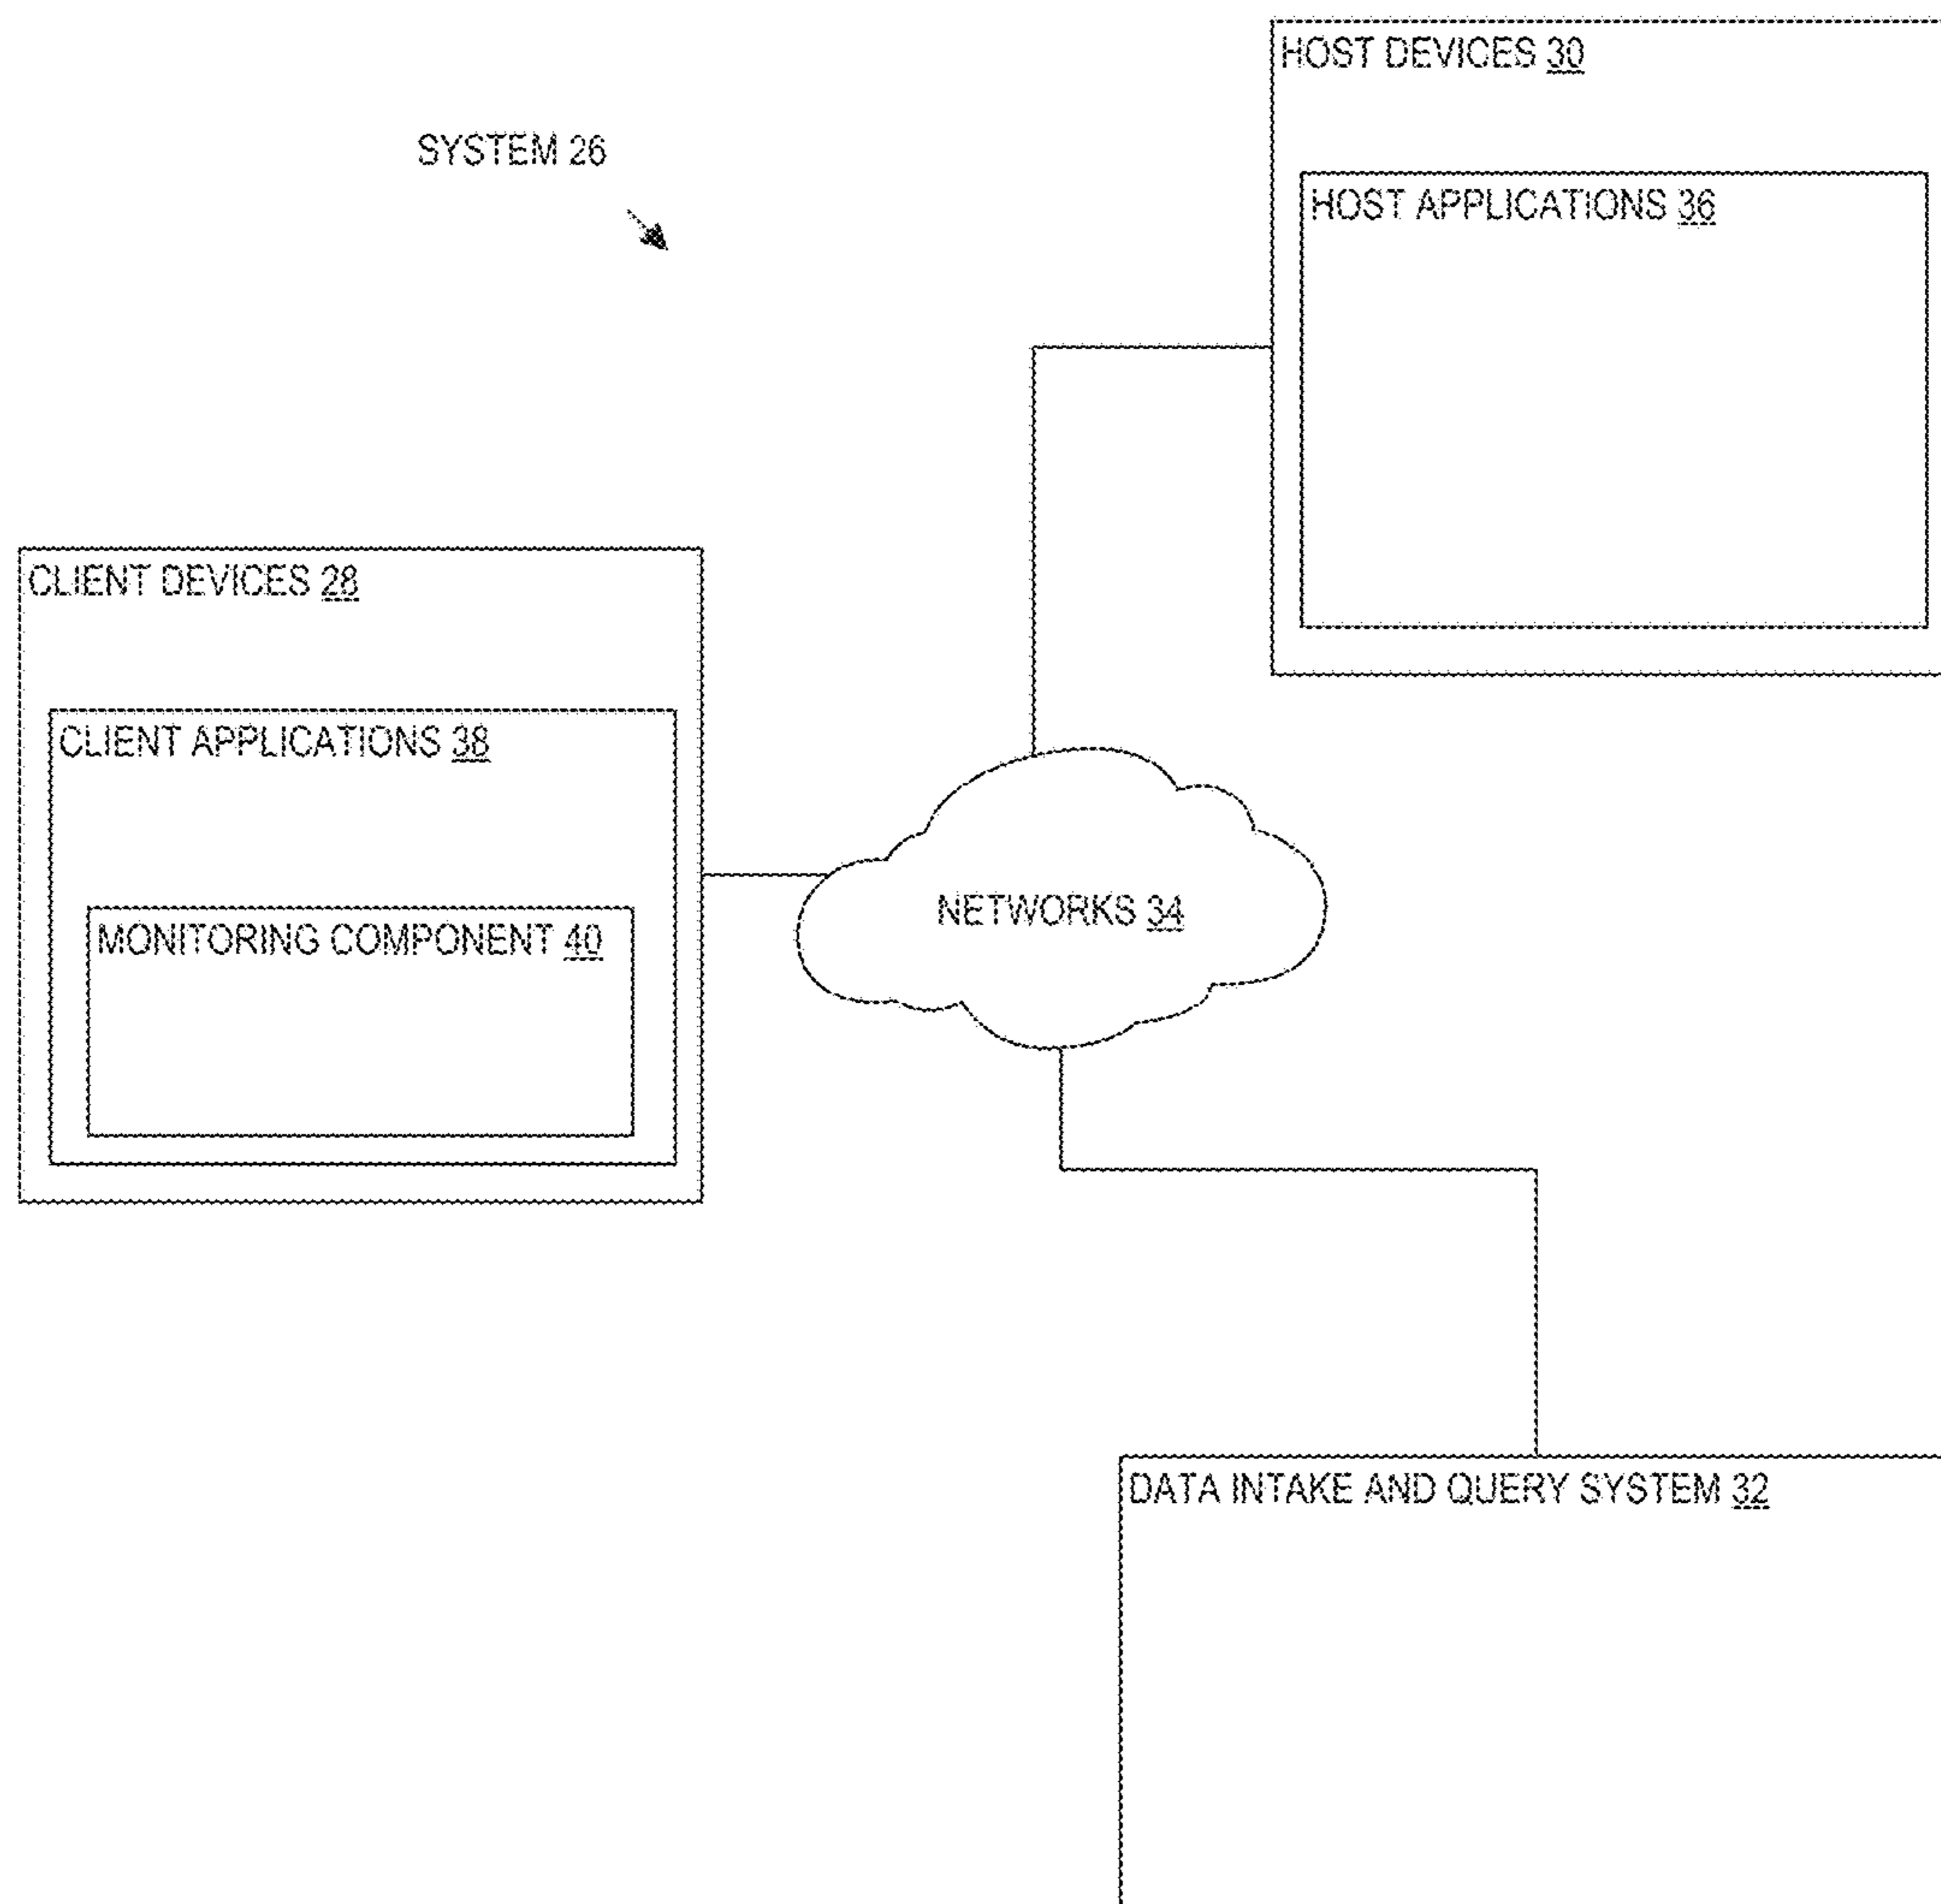 HOST DEVICES 30
SYSTEM 26
HOST APPLICATIONS 36
CLIENT DEVICES 28
CLIENT APPLICATIONS 38
NETWORKS 34
MONITORING COMPONENT 40
DATA INTAKE AND QUERY SYSTEM 32